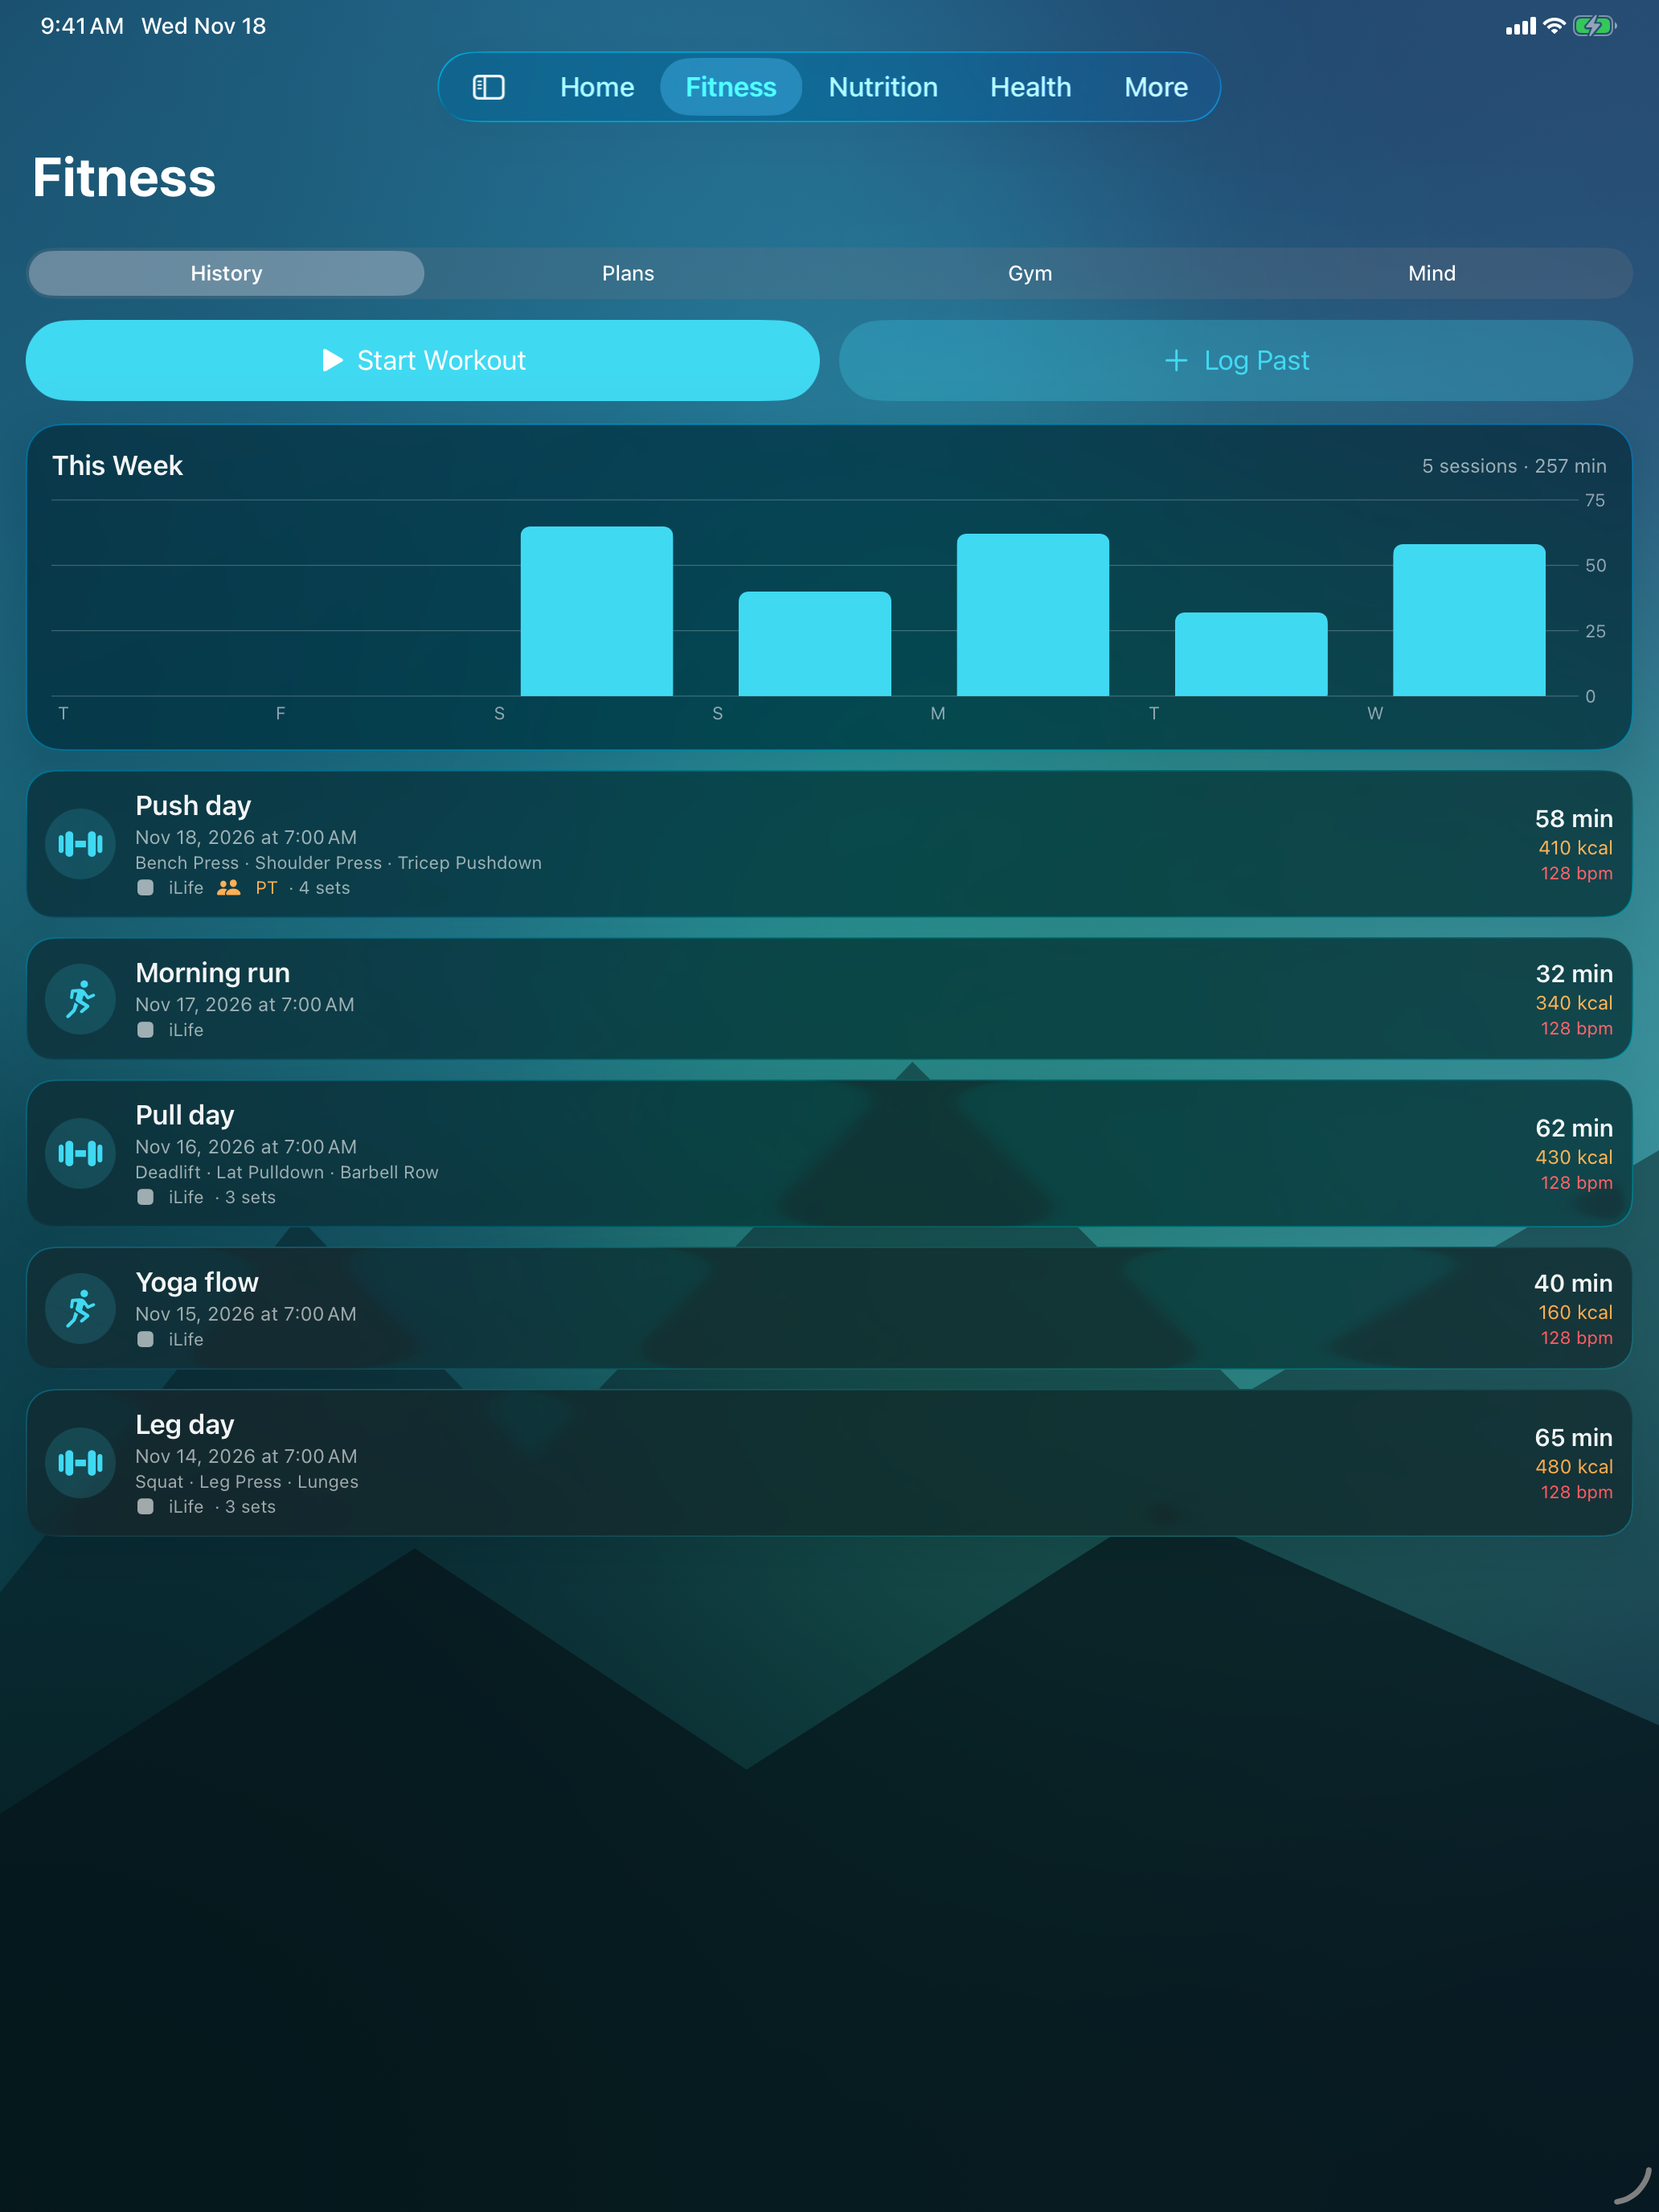 9:41 AM Wed Nov 18
Home Fitness Nutrition Health More
Fitness
History Plans Gym Mind
Start Workout Log Past
This Week 5 sessions · 257 min
75
50
25
0
T F S S M T W
Push day
Nov 18, 2026 at 7:00 AM
Bench Press · Shoulder Press · Tricep Pushdown
iLife PT · 4 sets
58 min
410 kcal
128 bpm
Morning run
Nov 17, 2026 at 7:00 AM
iLife
32 min
340 kcal
128 bpm
Pull day
Nov 16, 2026 at 7:00 AM
Deadlift · Lat Pulldown · Barbell Row
iLife · 3 sets
62 min
430 kcal
128 bpm
Yoga flow
Nov 15, 2026 at 7:00 AM
iLife
40 min
160 kcal
128 bpm
Leg day
Nov 14, 2026 at 7:00 AM
Squat · Leg Press · Lunges
iLife · 3 sets
65 min
480 kcal
128 bpm